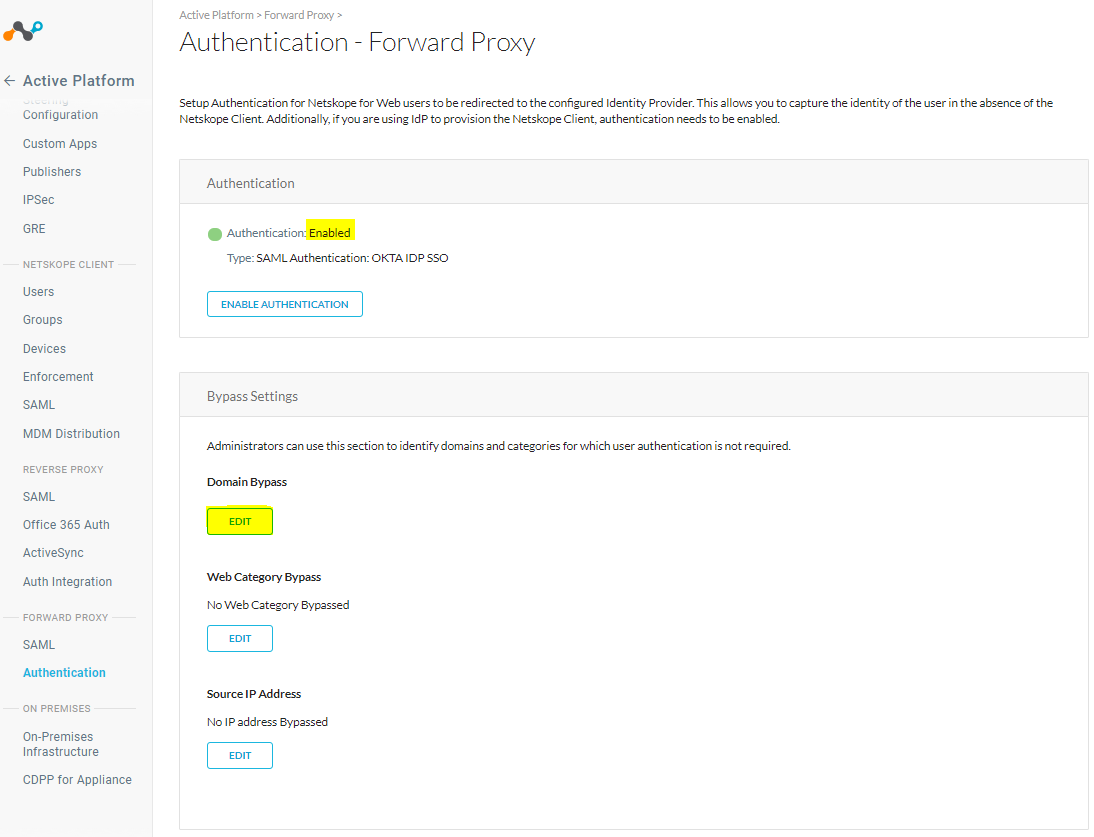 Active Platform > Forward Proxy >
Authentication - Forward Proxy
Active Platform
Steering
Configuration
Custom Apps
Publishers
IPSec
GRE
NETSKOPE CLIENT
Users
Groups
Devices
Enforcement
SAML
MDM Distribution
REVERSE PROXY
SAML
Office 365 Auth
ActiveSync
Auth Integration
FORWARD PROXY
SAML
Authentication
ON PREMISES
On-Premises
Infrastructure
CDPP for Appliance
Setup Authentication for Netskope for Web users to be redirected to the configured Identity Provider. This allows you to capture the identity of the user in the absence of the
Netskope Client. Additionally, if you are using IdP to provision the Netskope Client, authentication needs to be enabled.
Authentication
Authentication: Enabled
Type: SAML Authentication: OKTA IDP SSO
ENABLE AUTHENTICATION
Bypass Settings
Administrators can use this section to identify domains and categories for which user authentication is not required.
Domain Bypass
EDIT
Web Category Bypass
No Web Category Bypassed
EDIT
Source IP Address
No IP address Bypassed
EDIT